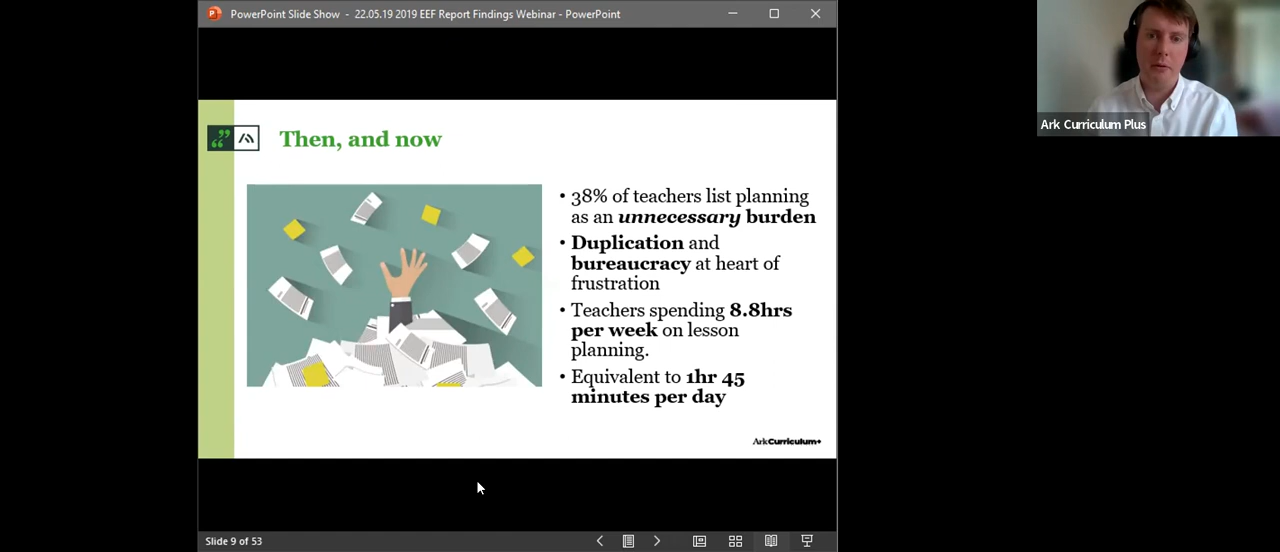 PowerPoint Slide Show - 22.05.19 2019 EEF Report Findings Webinar - PowerPoint
Ark Curriculum Plus
Then, and now
• 38% of teachers list planning
as an unnecessary burden
• Duplication and
bureaucracy at heart of
frustration
• Teachers spending 8.8hrs
per week on lesson
planning.
• Equivalent to 1hr 45
minutes per day
ArkCurriculum+
Slide 9 of 53